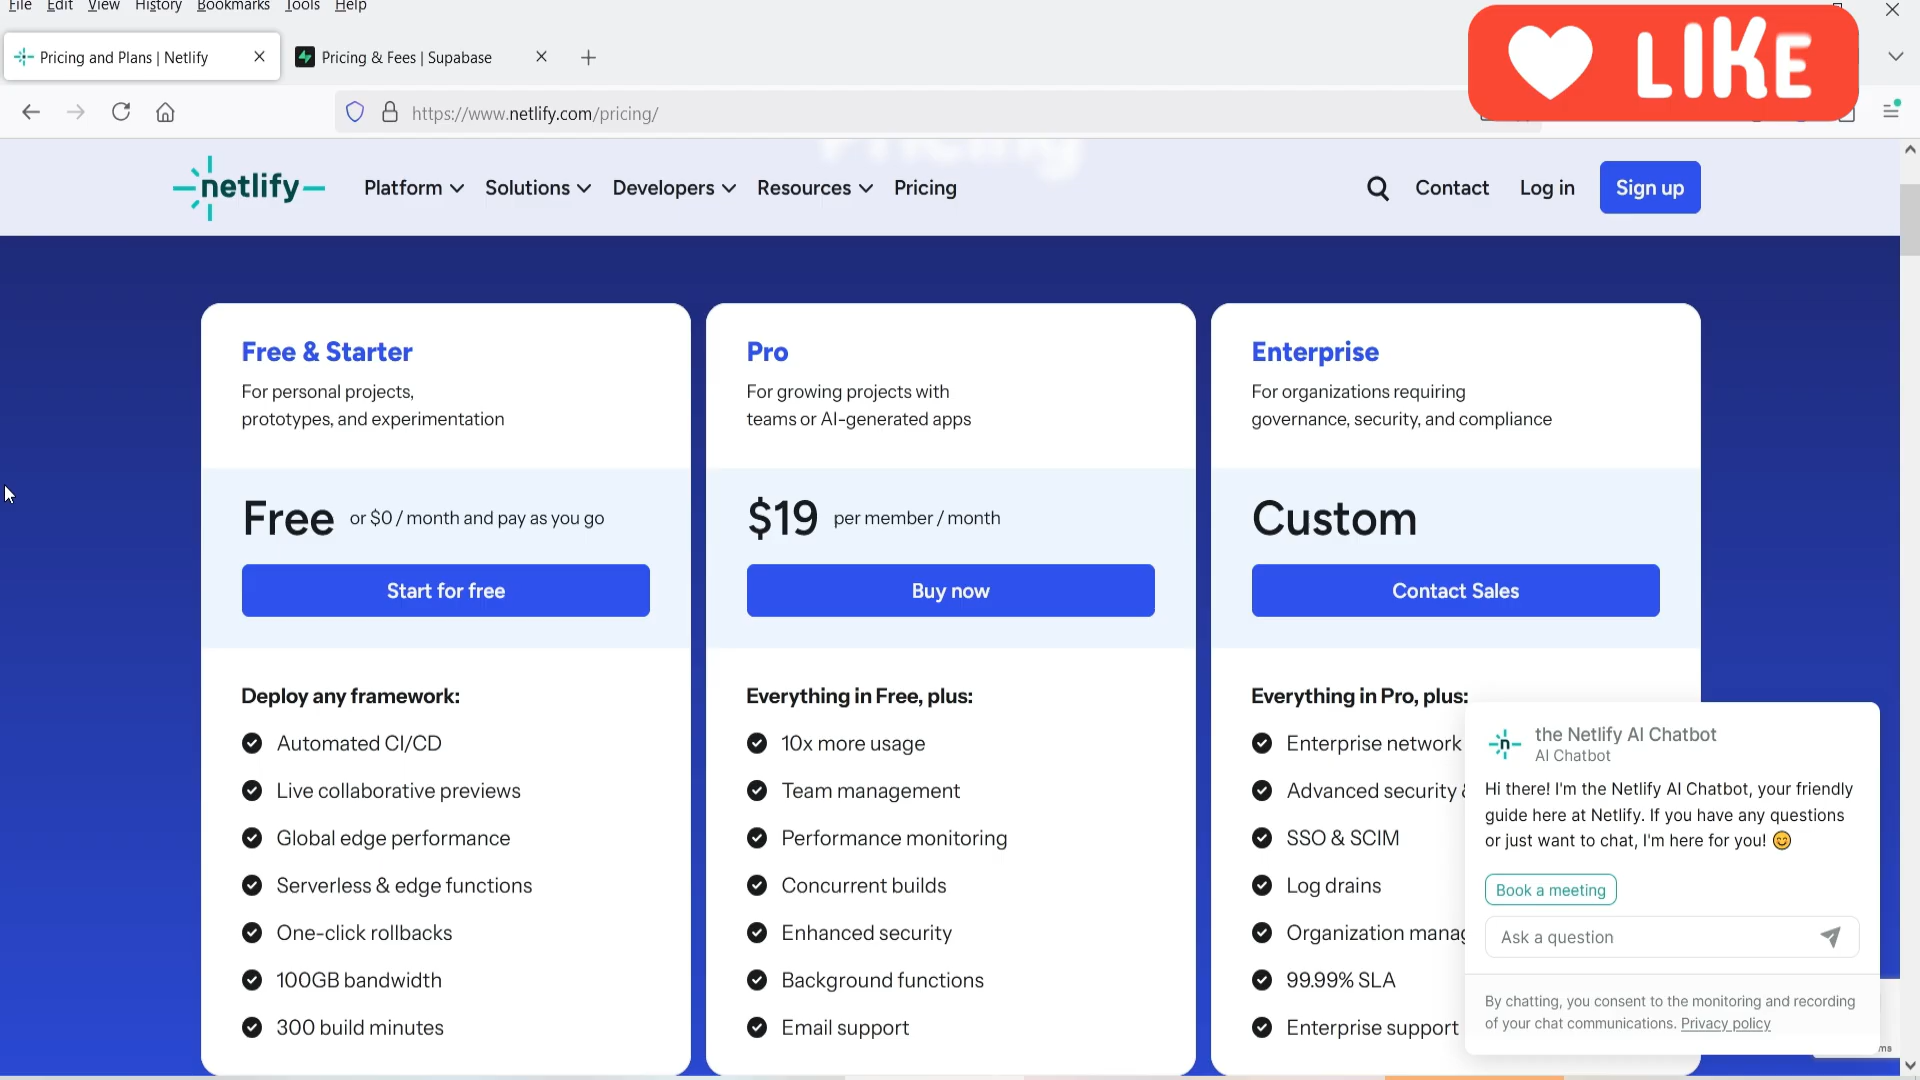 File Edit View History Bookmarks Tools Help
Pricing and Plans | Netlify
Pricing & Fees | Supabase
LIKE
https://www.netlify.com/pricing/
Pricing
netlify
Platform
Solutions
Developers
Resources
Pricing
Contact
Log in
Sign up
Free & Starter
For personal projects,
prototypes, and experimentation
Free or $0 / month and pay as you go
Start for free
Deploy any framework:
Automated CI/CD
Live collaborative previews
Global edge performance
Serverless & edge functions
One-click rollbacks
100GB bandwidth
300 build minutes
Pro
For growing projects with
teams or AI-generated apps
$19 per member / month
Buy now
Everything in Free, plus:
10x more usage
Team management
Performance monitoring
Concurrent builds
Enhanced security
Background functions
Email support
Enterprise
For organizations requiring
governance, security, and compliance
Custom
Contact Sales
Everything in Pro, plus:
Enterprise network
Advanced security
SSO & SCIM
Log drains
Organization
99.99% SLA
Enterprise support
n
the Netlify AI Chatbot
AI Chatbot
Hi there! I'm the Netlify AI Chatbot, your friendly
guide here at Netlify. If you have any questions
or just want to chat, I'm here for you! 😊
Book a meeting
Ask a question
By chatting, you consent to the monitoring and recording
of your chat communications. Privacy policy